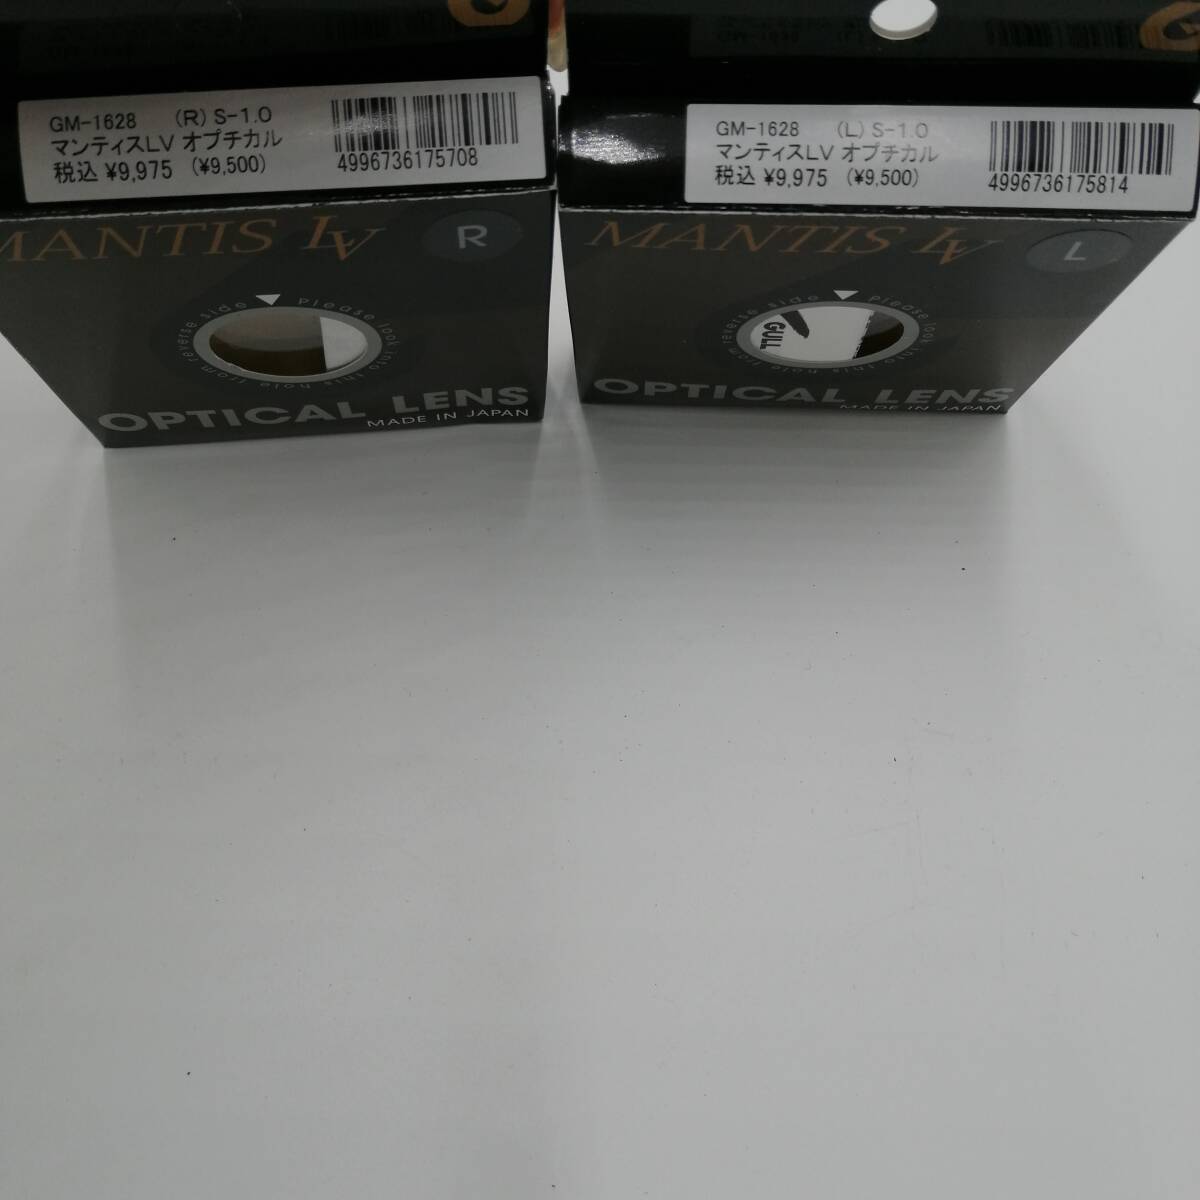 GM-1628 (R) S-1.0
マンティスLV オプチカル
税込 ¥9,975 (¥9,500)
4996736175708
MANTIS LV
R
Please look into this hole from reverse side
OPTICAL LENS
MADE IN JAPAN
GM-1628 (L) S-1.0
マンティスLV オプチカル
税込 ¥9,975 (¥9,500)
4996736175814
MANTIS LV
L
Please look into this hole from reverse side
GULL
OPTICAL LENS
MADE IN JAPAN